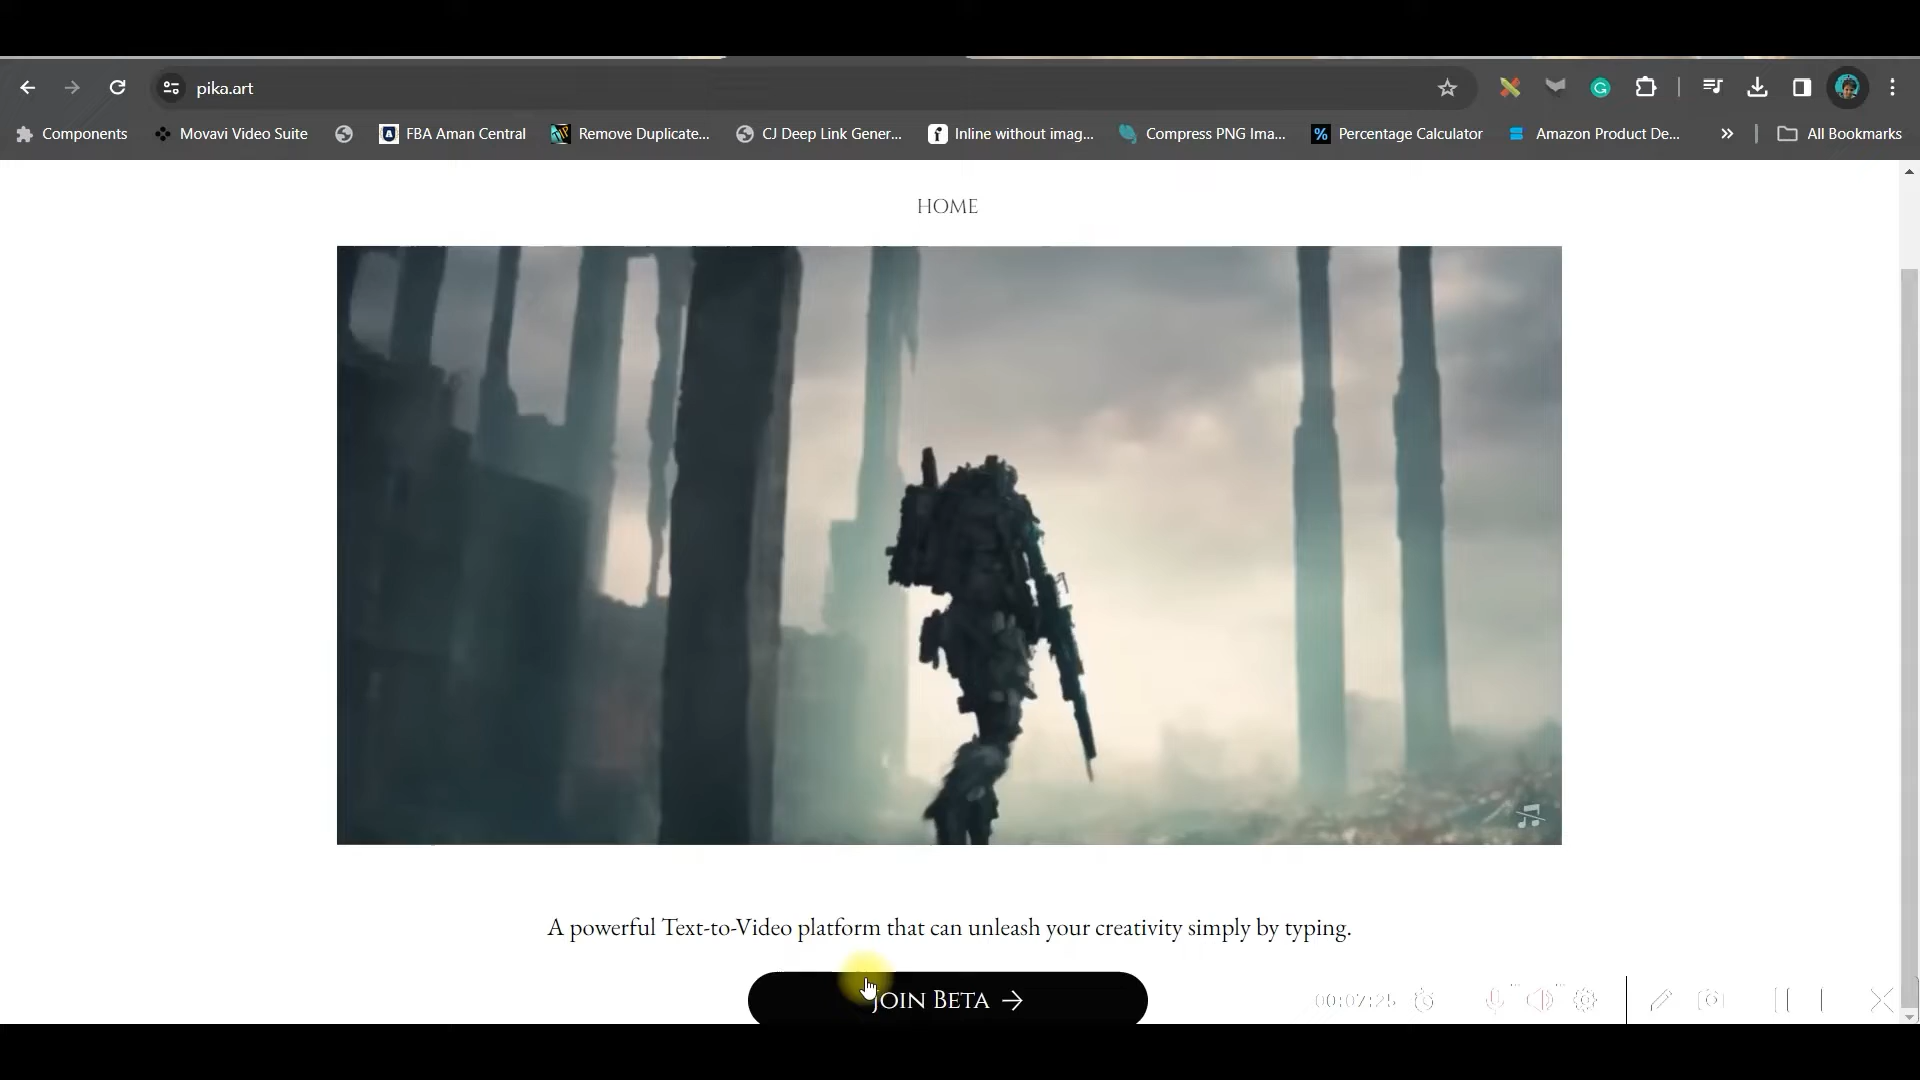 pika.art
Components
Movavi Video Suite
FBA Aman Central
Remove Duplicate...
CJ Deep Link Gener...
Inline without imag...
Compress PNG Ima...
Percentage Calculator
Amazon Product De...
All Bookmarks
HOME
A powerful Text-to-Video platform that can unleash your creativity simply by typing.
JOIN BETA →
00:07:25